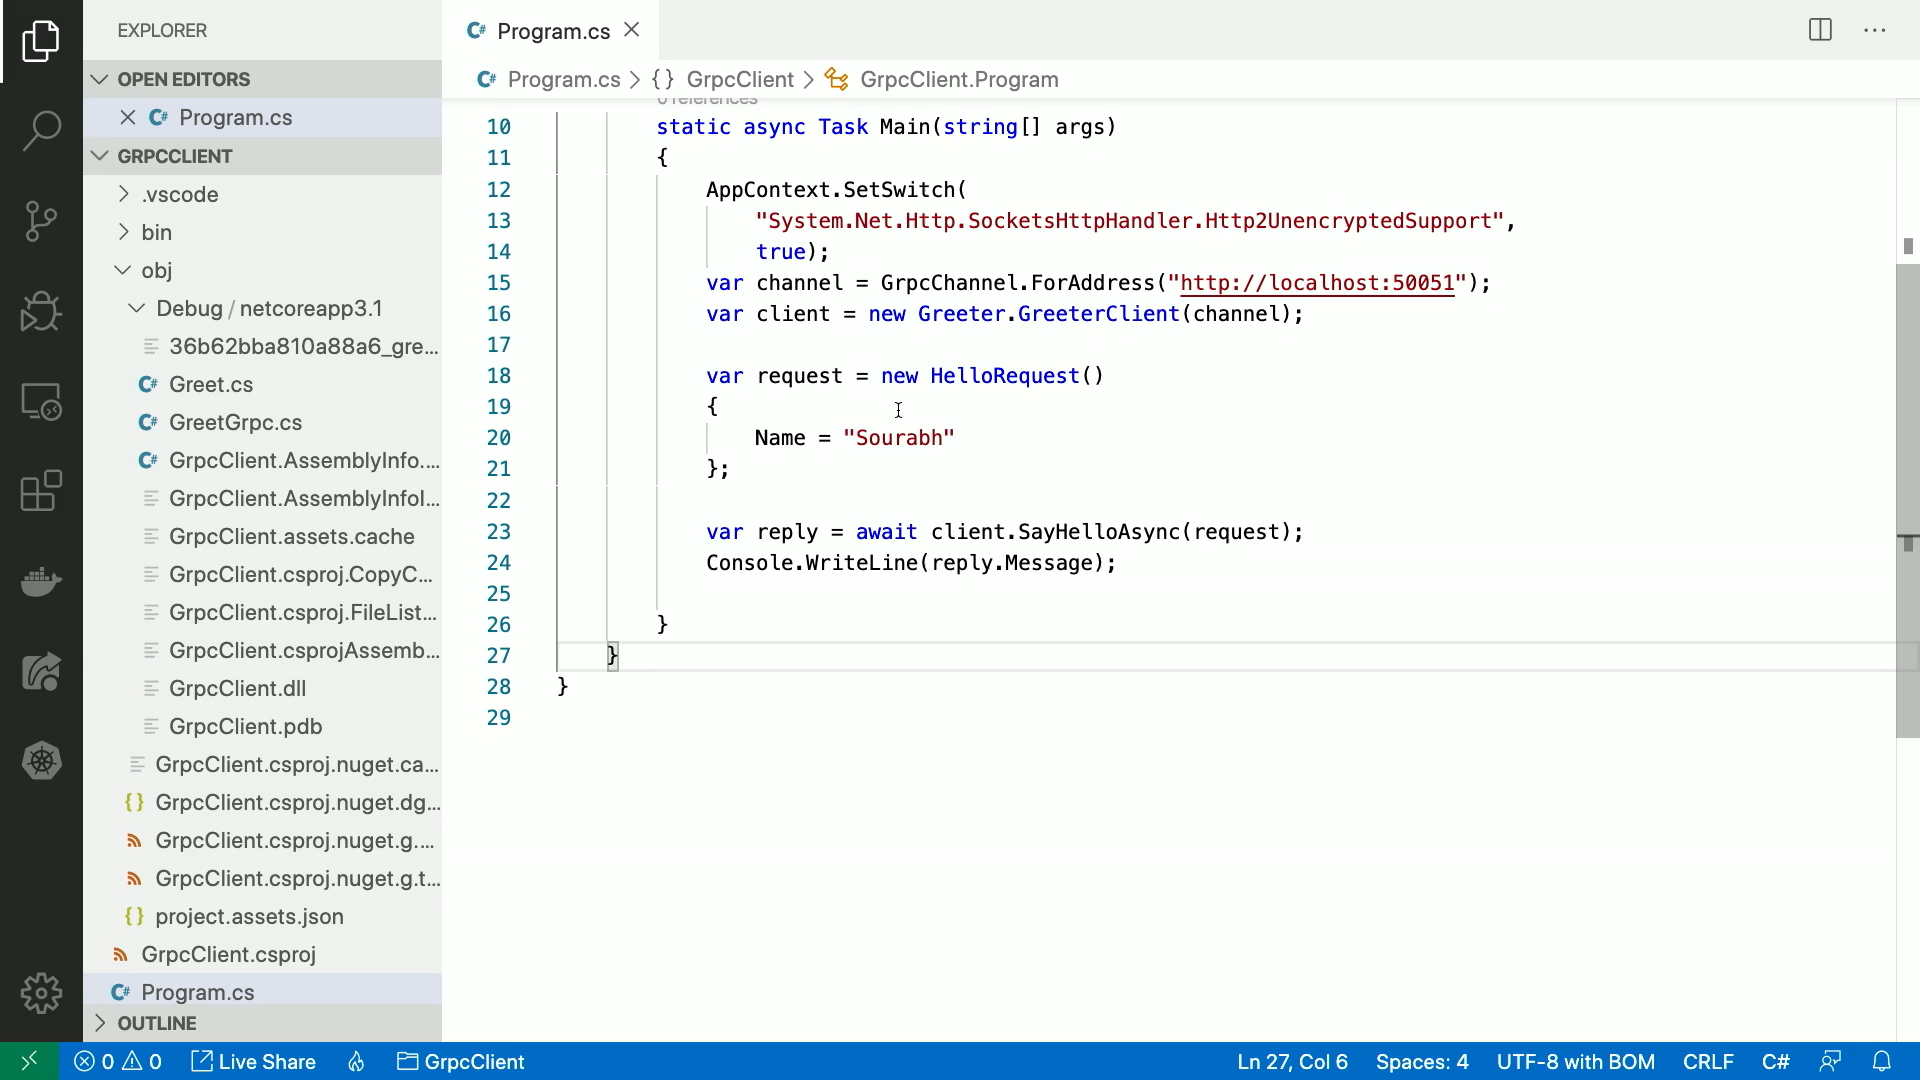 EXPLORER
OPEN EDITORS
Program.cs
GRPCCLIENT
.vscode
bin
obj
Debug / netcoreapp3.1
36b62bba810a88a6_gre...
Greet.cs
GreetGrpc.cs
GrpcClient.AssemblyInfo....
GrpcClient.AssemblyInfoI...
GrpcClient.assets.cache
GrpcClient.csproj.CopyC...
GrpcClient.csproj.FileList...
GrpcClient.csprojAssemb...
GrpcClient.dll
GrpcClient.pdb
GrpcClient.csproj.nuget.ca...
GrpcClient.csproj.nuget.dg...
GrpcClient.csproj.nuget.g....
GrpcClient.csproj.nuget.g.t...
project.assets.json
GrpcClient.csproj
Program.cs
OUTLINE
Program.cs
Program.cs > {} GrpcClient > GrpcClient.Program
0 references
10 static async Task Main(string[] args)
11 {
12 AppContext.SetSwitch(
13 "System.Net.Http.SocketsHttpHandler.Http2UnencryptedSupport",
14 true);
15 var channel = GrpcChannel.ForAddress("http://localhost:50051");
16 var client = new Greeter.GreeterClient(channel);
17
18 var request = new HelloRequest()
19 {
20 Name = "Sourabh"
21 };
22
23 var reply = await client.SayHelloAsync(request);
24 Console.WriteLine(reply.Message);
25
26 }
27 }
28 }
29
0 0 Live Share GrpcClient Ln 27, Col 6 Spaces: 4 UTF-8 with BOM CRLF C#